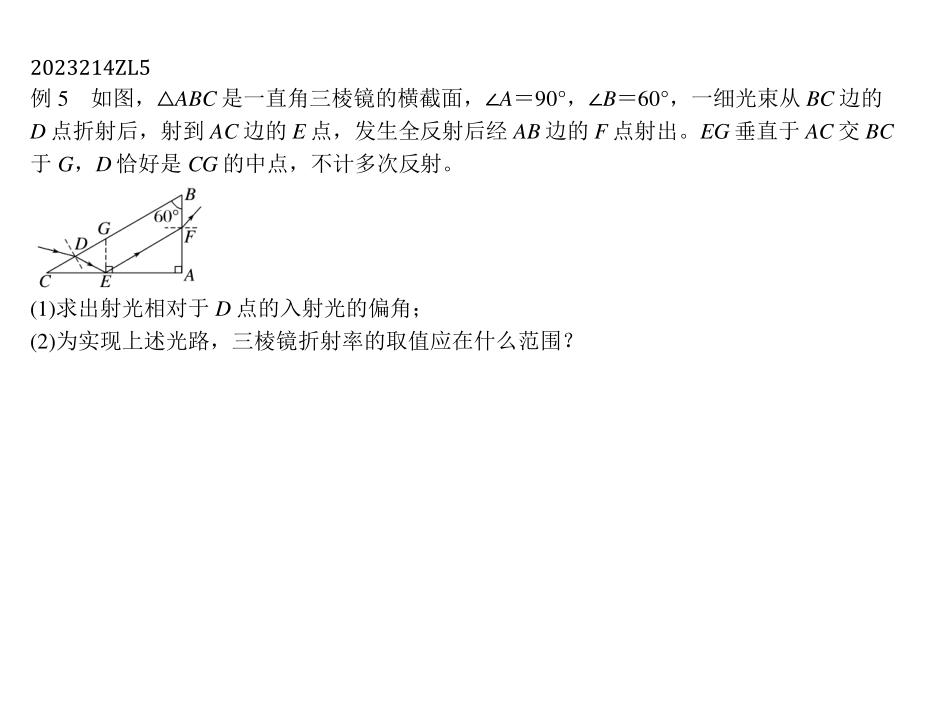 2023214ZL5
例 5　如图，△ABC 是一直角三棱镜的横截面，∠A＝90°，∠B＝60°，一细光束从 BC 边的
D 点折射后，射到 AC 边的 E 点，发生全反射后经 AB 边的 F 点射出。EG 垂直于 AC 交 BC
于 G，D 恰好是 CG 的中点，不计多次反射。
B
60°
G
F
D
C
E
A
(1)求出射光相对于 D 点的入射光的偏角；
(2)为实现上述光路，三棱镜折射率的取值应在什么范围？